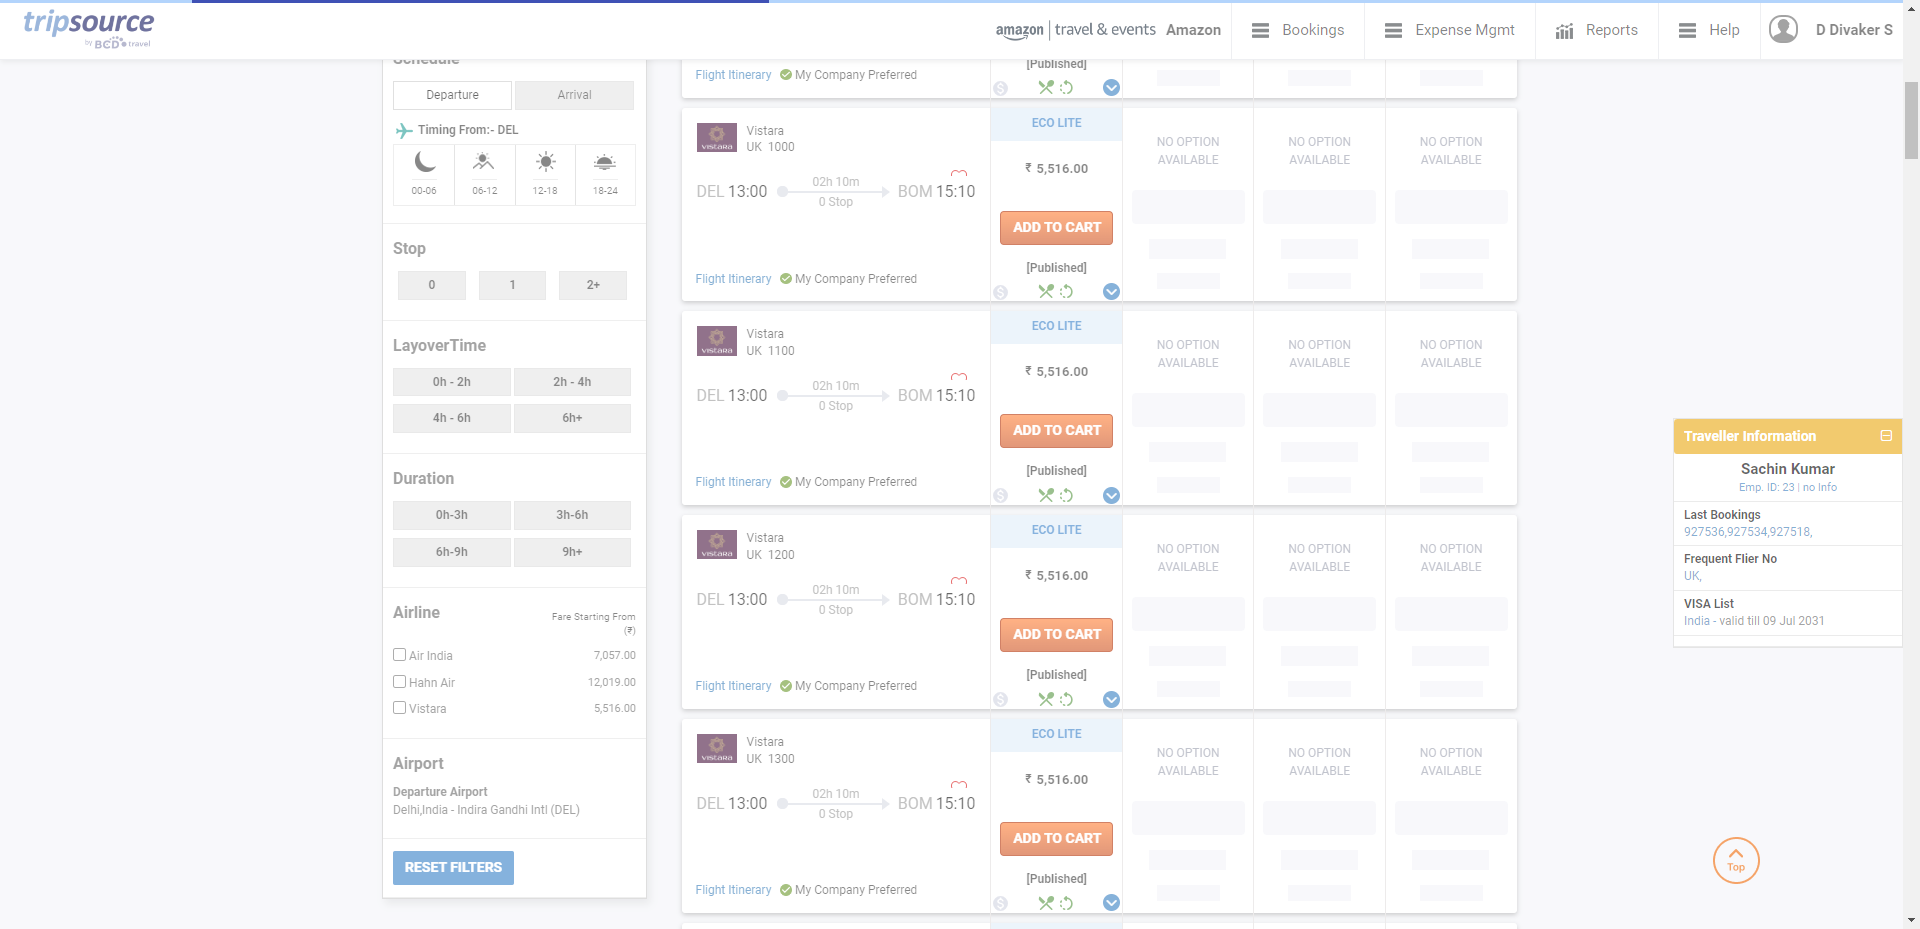 tripsource
by BCD travel
amazon travel & events Amazon
Bookings
Expense Mgmt
Reports
Help
D Divaker S
Schedule
Departure
Arrival
Timing From:- DEL
00-06
06-12
12-18
18-24
Stop
0
1
2+
LayoverTime
0h - 2h
2h - 4h
4h - 6h
6h+
Duration
0h-3h
3h-6h
6h-9h
9h+
Airline
Fare Starting From
(₹)
Air India 7,057.00
Hahn Air 12,019.00
Vistara 5,516.00
Airport
Departure Airport
Delhi,India - Indira Gandhi Intl (DEL)
RESET FILTERS
Flight Itinerary My Company Preferred
[Published]
VISTARA
Vistara
UK 1000
DEL 13:00
02h 10m
0 Stop
BOM 15:10
Flight Itinerary My Company Preferred
ECO LITE
₹ 5,516.00
ADD TO CART
[Published]
NO OPTION
AVAILABLE
NO OPTION
AVAILABLE
NO OPTION
AVAILABLE
VISTARA
Vistara
UK 1100
DEL 13:00
02h 10m
0 Stop
BOM 15:10
Flight Itinerary My Company Preferred
ECO LITE
₹ 5,516.00
ADD TO CART
[Published]
NO OPTION
AVAILABLE
NO OPTION
AVAILABLE
NO OPTION
AVAILABLE
VISTARA
Vistara
UK 1200
DEL 13:00
02h 10m
0 Stop
BOM 15:10
Flight Itinerary My Company Preferred
ECO LITE
₹ 5,516.00
ADD TO CART
[Published]
NO OPTION
AVAILABLE
NO OPTION
AVAILABLE
NO OPTION
AVAILABLE
VISTARA
Vistara
UK 1300
DEL 13:00
02h 10m
0 Stop
BOM 15:10
Flight Itinerary My Company Preferred
ECO LITE
₹ 5,516.00
ADD TO CART
[Published]
NO OPTION
AVAILABLE
NO OPTION
AVAILABLE
NO OPTION
AVAILABLE
Traveller Information
Sachin Kumar
Emp. ID: 23 | no Info
Last Bookings
927536,927534,927518,
Frequent Flier No
UK,
VISA List
India - valid till 09 Jul 2031
Top